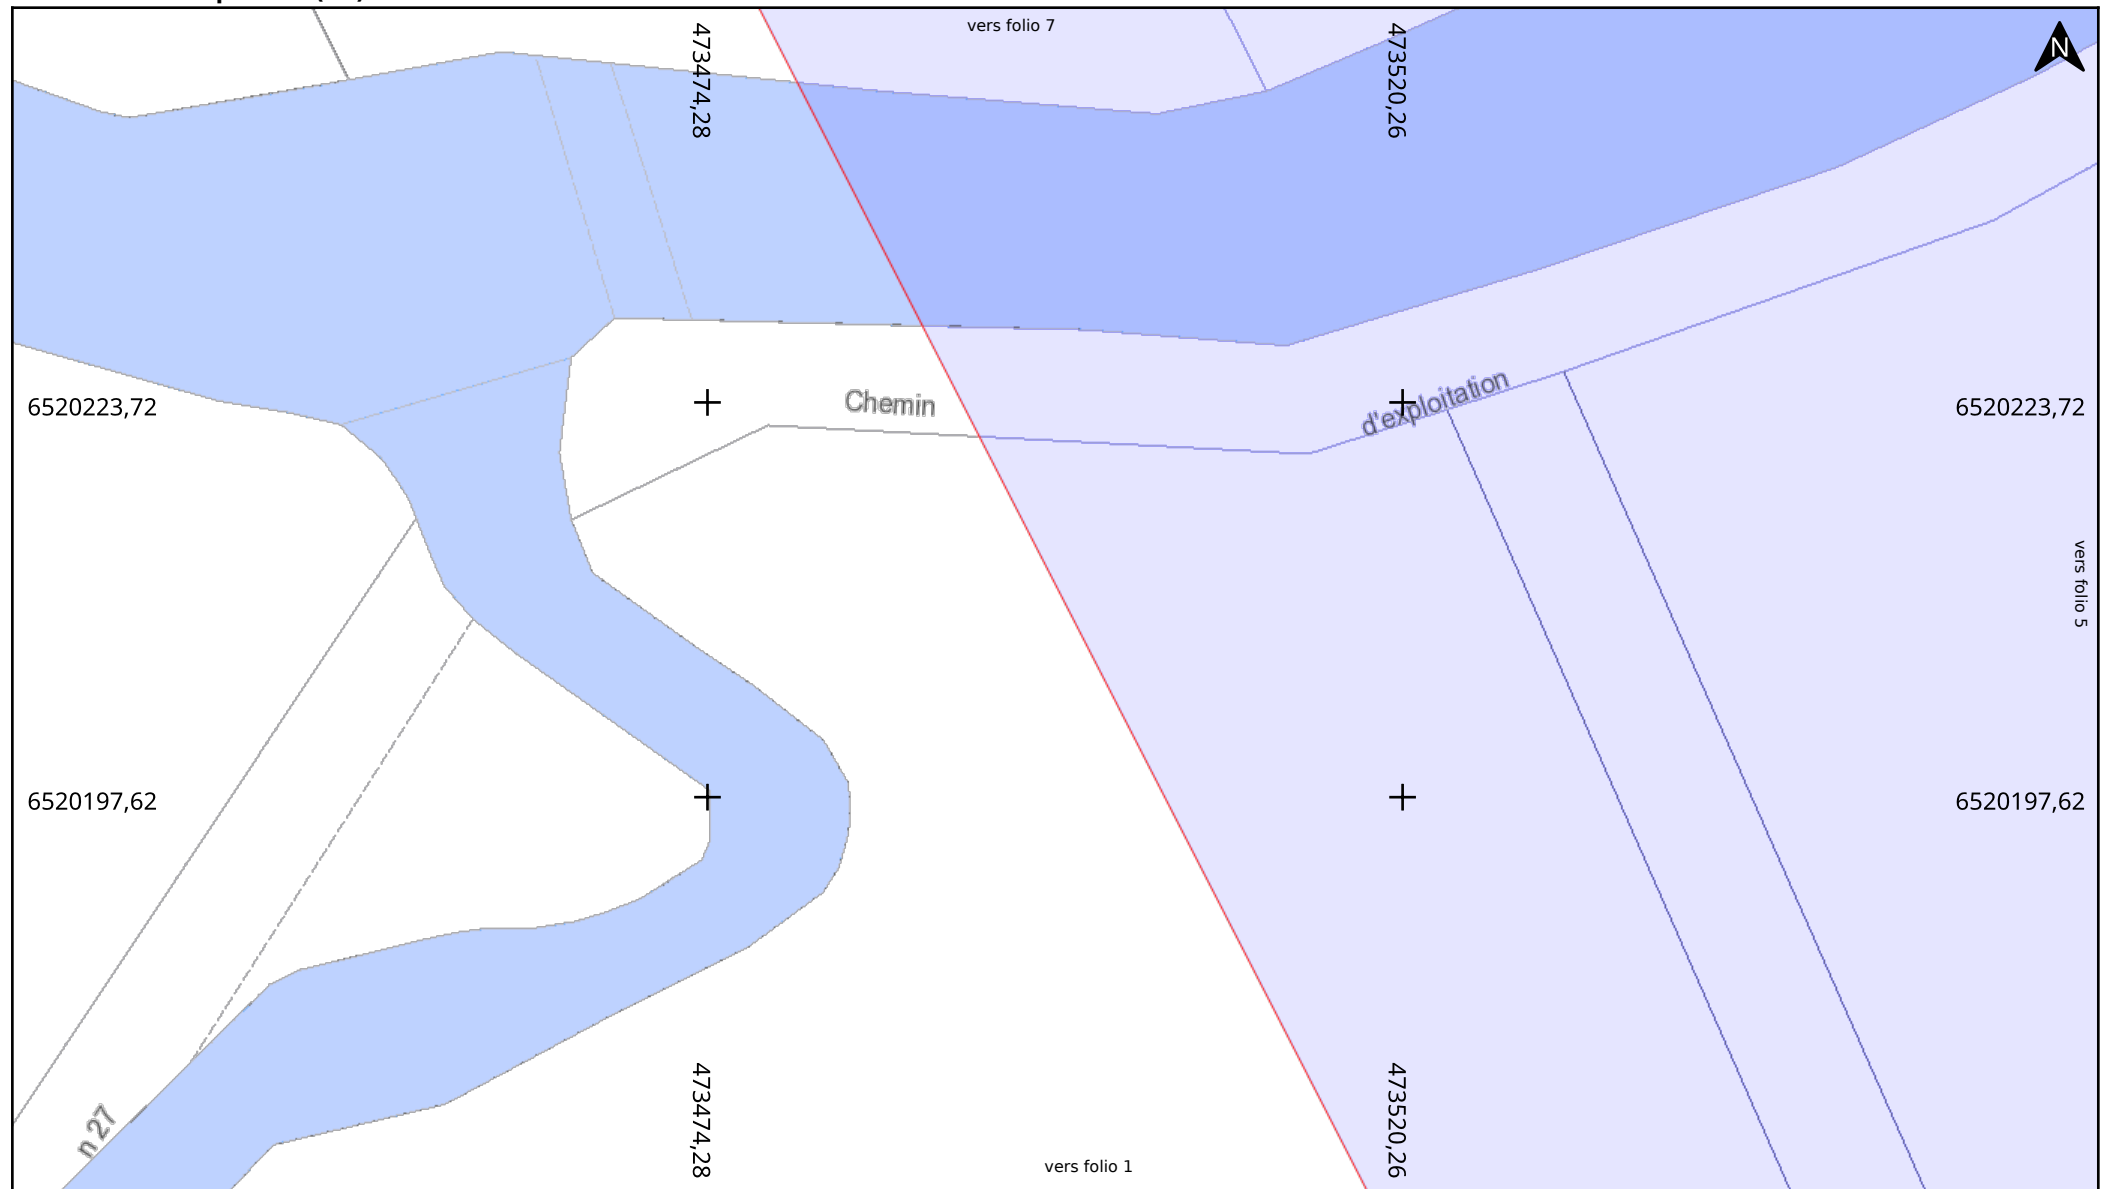 vers folio 7
N
473474,28
473520,26
6520223,72
Chemin
d'exploitation
6520223,72
vers folio 5
6520197,62
6520197,62
n 27
473474,28
473520,26
vers folio 1